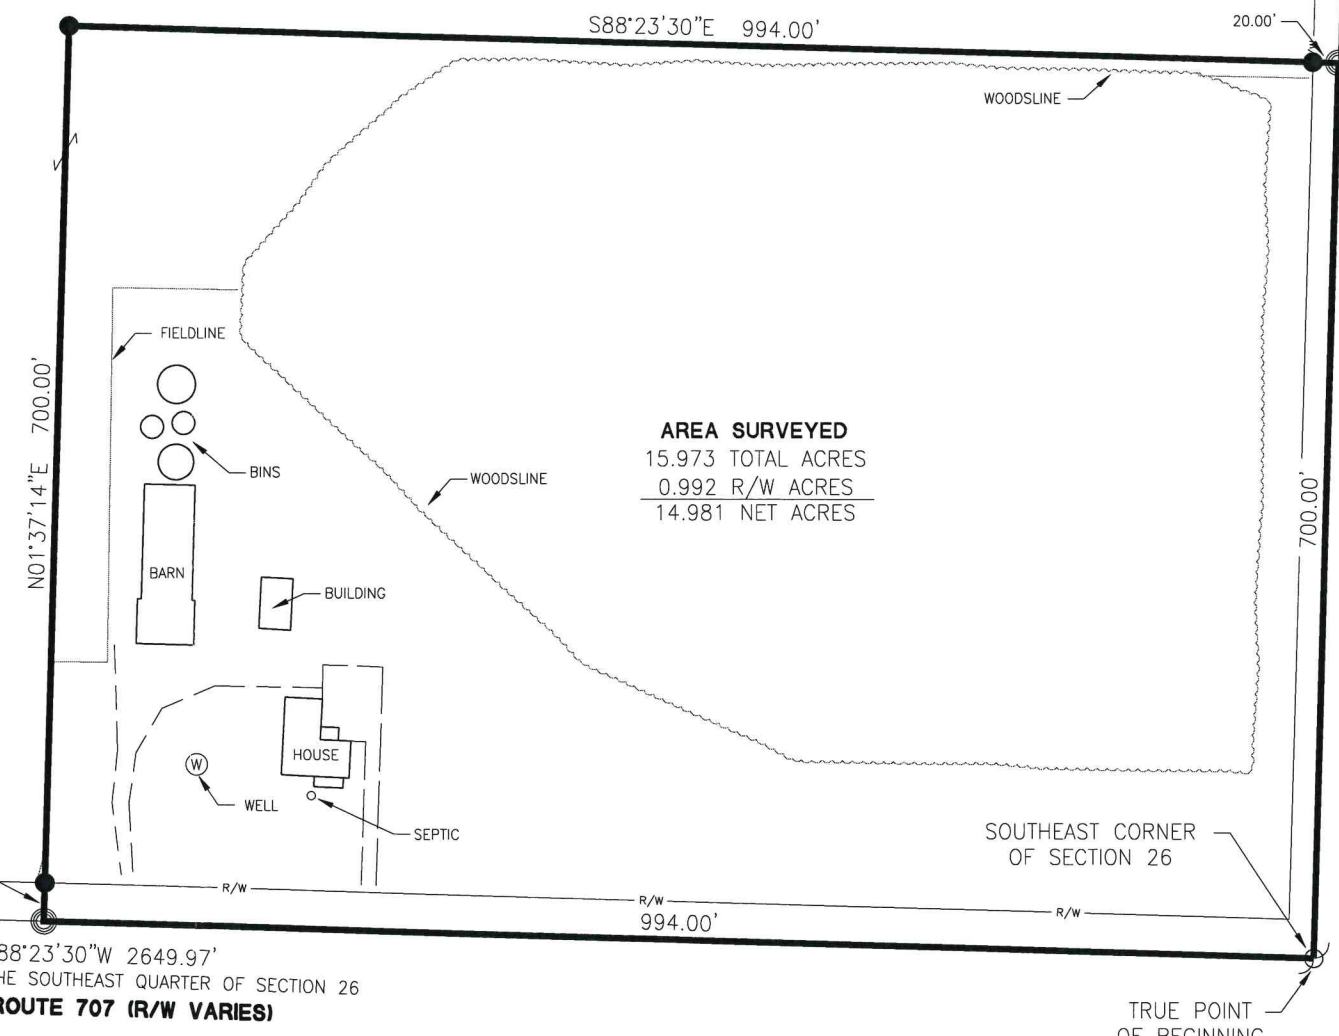 S88°23'30"E 994.00'
20.00'
WOODSLINE
FIELDLINE
N01°37'14"E 700.00'
BINS
WOODSLINE
AREA SURVEYED
15.973 TOTAL ACRES
0.992 R/W ACRES
14.981 NET ACRES
700.00'
BARN
BUILDING
HOUSE
W
WELL
SEPTIC
SOUTHEAST CORNER
OF SECTION 26
R/W
R/W
R/W
994.00'
88°23'30"W 2649.97'
HE SOUTHEAST QUARTER OF SECTION 26
ROUTE 707 (R/W VARIES)
TRUE POINT
OF BEGINNING